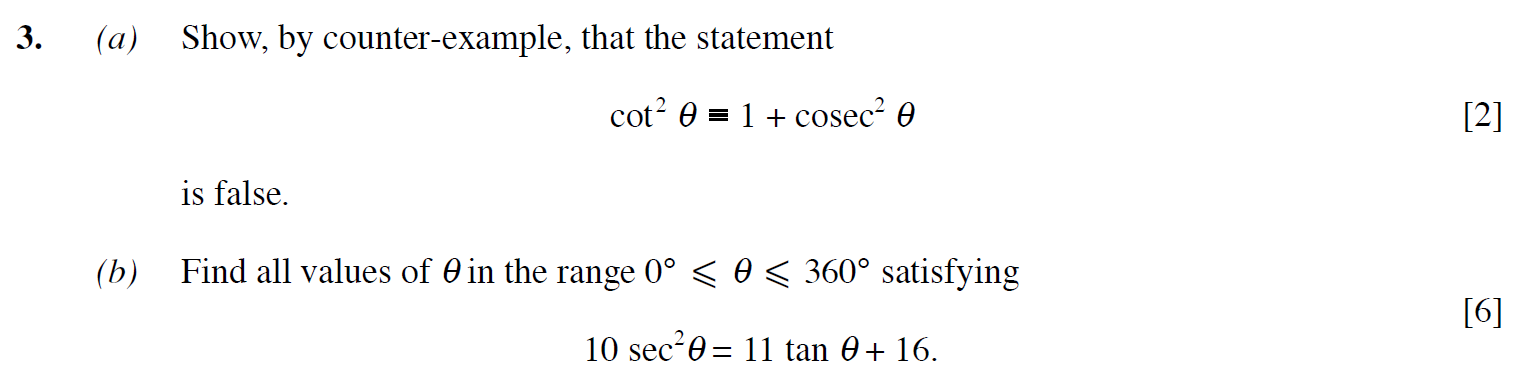 3. (a) Show, by counter-example, that the statement
cot² θ ≡ 1 + cosec² θ [2]
is false.
(b) Find all values of θ in the range 0° ⩽ θ ⩽ 360° satisfying
[6]
10 sec²θ = 11 tan θ + 16.